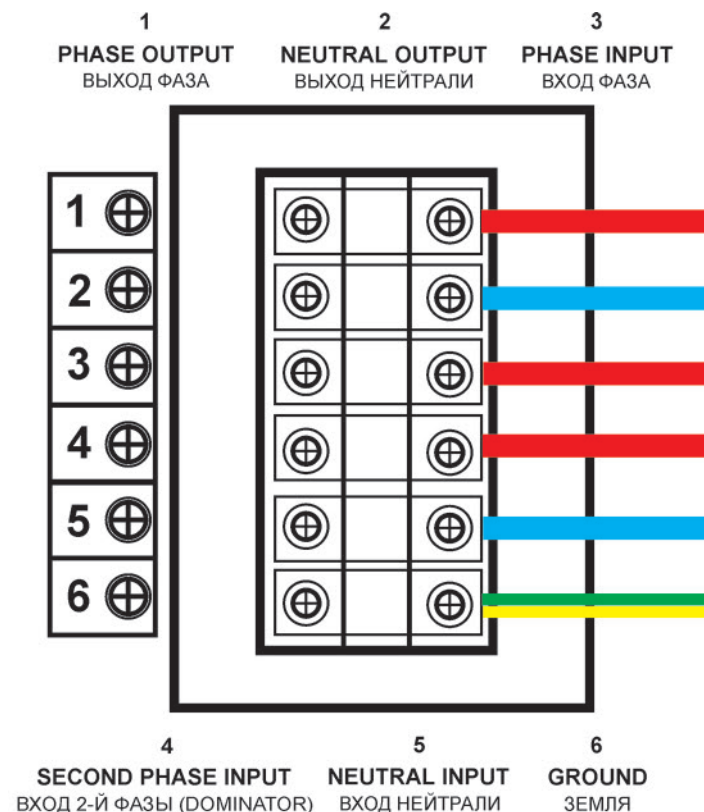 1
PHASE OUTPUT
ВЫХОД ФАЗА
2
NEUTRAL OUTPUT
ВЫХОД НЕЙТРАЛИ
3
PHASE INPUT
ВХОД ФАЗА
1
2
3
4
5
6
4
SECOND PHASE INPUT
ВХОД 2-Й ФАЗЫ (DOMINATOR)
5
NEUTRAL INPUT
ВХОД НЕЙТРАЛИ
6
GROUND
ЗЕМЛЯ